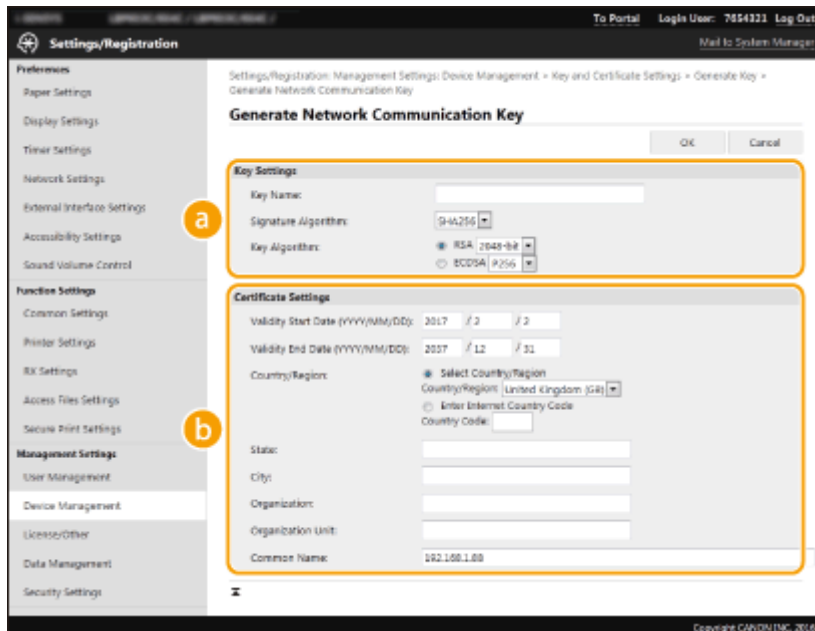 To Portal Login User: 7654321 Log Out
Settings/Registration
Mail to System Manager
Preferences
Paper Settings
Display Settings
Timer Settings
Network Settings
External Interface Settings
Accessibility Settings
Sound Volume Control
Function Settings
Common Settings
Printer Settings
RX Settings
Access Files Settings
Secure Print Settings
Management Settings
User Management
Device Management
License/Other
Data Management
Security Settings
Settings/Registration: Management Settings: Device Management > Key and Certificate Settings > Generate Key >
Generate Network Communication Key
Generate Network Communication Key
OK Cancel
a
Key Settings
Key Name:
Signature Algorithm: SHA256
Key Algorithm: RSA 2048-bit
ECDSA P256
b
Certificate Settings
Validity Start Date (YYYY/MM/DD): 2017 / 2 / 2
Validity End Date (YYYY/MM/DD): 2037 / 12 / 31
Country/Region: Select Country/Region
Country/Region: United Kingdom (GB)
Enter Internet Country Code
Country Code:
State:
City:
Organization:
Organization Unit:
Common Name: 192.168.1.88
Copyright CANON INC. 2016